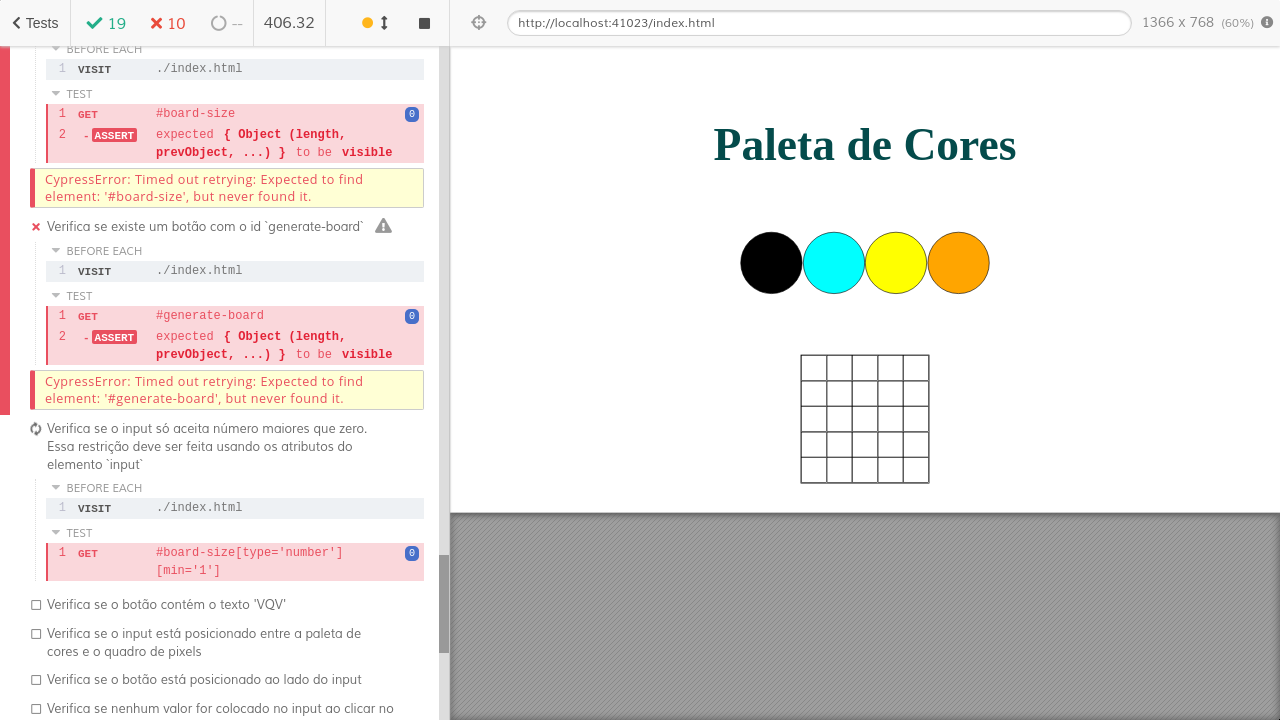 Tests 19 10 -- 406.32 http://localhost:41023/index.html 1366 x 768 (60%)
BEFORE EACH
1 VISIT ./index.html
TEST
1 GET #board-size 0
2 - ASSERT expected { Object (length,
prevObject, ...) } to be visible
CypressError: Timed out retrying: Expected to find
element: '#board-size', but never found it.
Verifica se existe um botão com o id `generate-board`
BEFORE EACH
1 VISIT ./index.html
TEST
1 GET #generate-board 0
2 - ASSERT expected { Object (length,
prevObject, ...) } to be visible
CypressError: Timed out retrying: Expected to find
element: '#generate-board', but never found it.
Verifica se o input só aceita número maiores que zero.
Essa restrição deve ser feita usando os atributos do
elemento `input`
BEFORE EACH
1 VISIT ./index.html
TEST
1 GET #board-size[type='number'] 0
[min='1']
Verifica se o botão contém o texto 'VQV'
Verifica se o input está posicionado entre a paleta de
cores e o quadro de pixels
Verifica se o botão está posicionado ao lado do input
Verifica se nenhum valor for colocado no input ao clicar no
Paleta de Cores